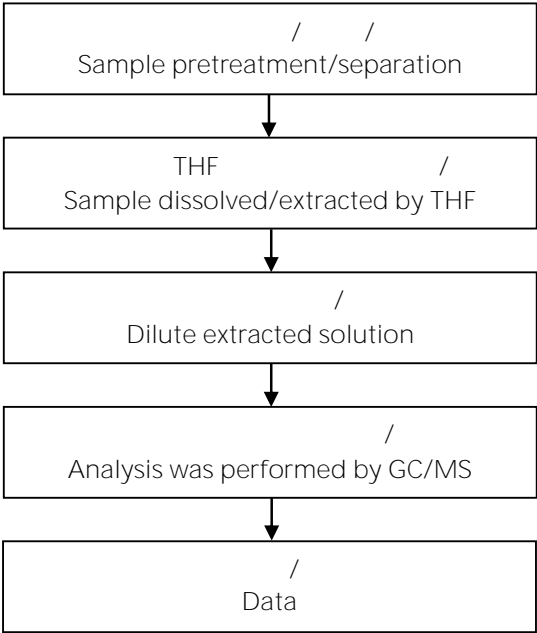 / /
Sample pretreatment/separation
THF /
Sample dissolved/extracted by THF
/
Dilute extracted solution
/
Analysis was performed by GC/MS
/
Data